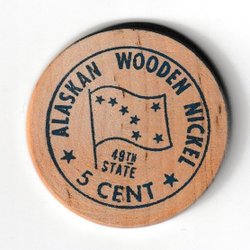 ALASKAN WOODEN NICKEL
49TH
STATE
5 CENT